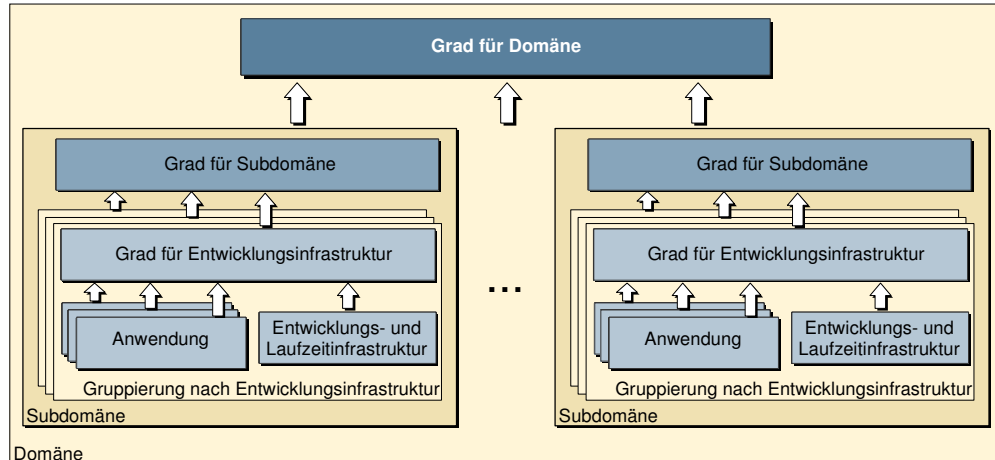 Grad für Domäne
Grad für Subdomäne
Grad für Entwicklungsinfrastruktur
Anwendung
Entwicklungs- und
Laufzeitinfrastruktur
Gruppierung nach Entwicklungsinfrastruktur
Subdomäne
...
Grad für Subdomäne
Grad für Entwicklungsinfrastruktur
Anwendung
Entwicklungs- und
Laufzeitinfrastruktur
Gruppierung nach Entwicklungsinfrastruktur
Subdomäne
Domäne